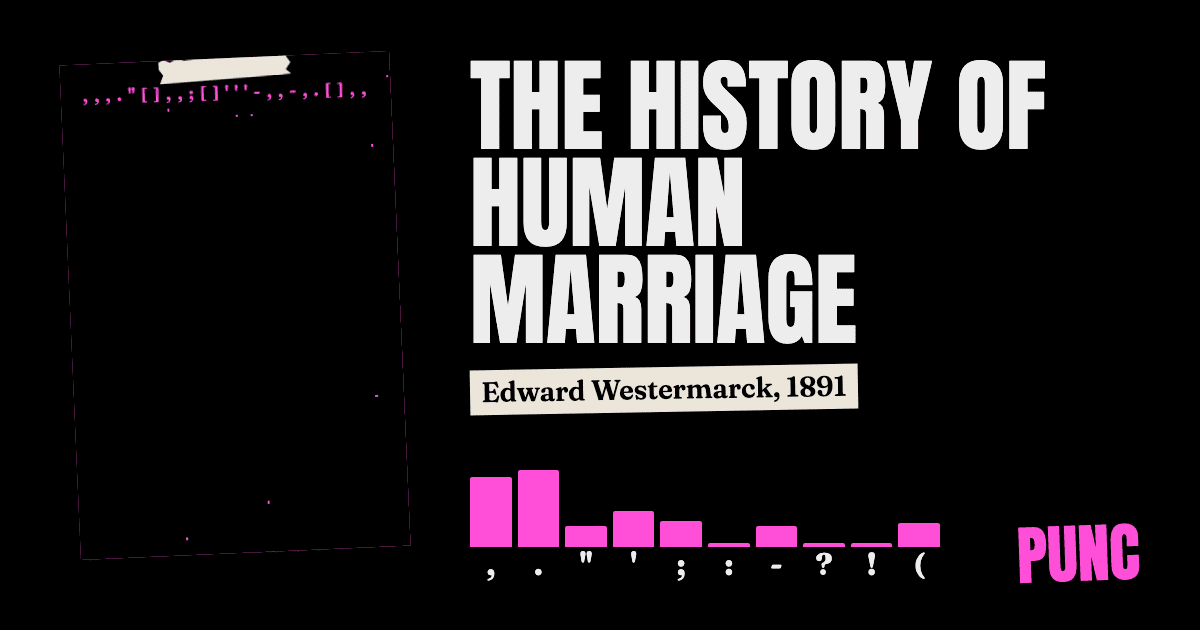 ,,,."[],,;[]'''-,,-,.[],,
THE HISTORY OF
HUMAN
MARRIAGE
Edward Westermarck, 1891
, . " ' ; : - ? ! (
PUNC